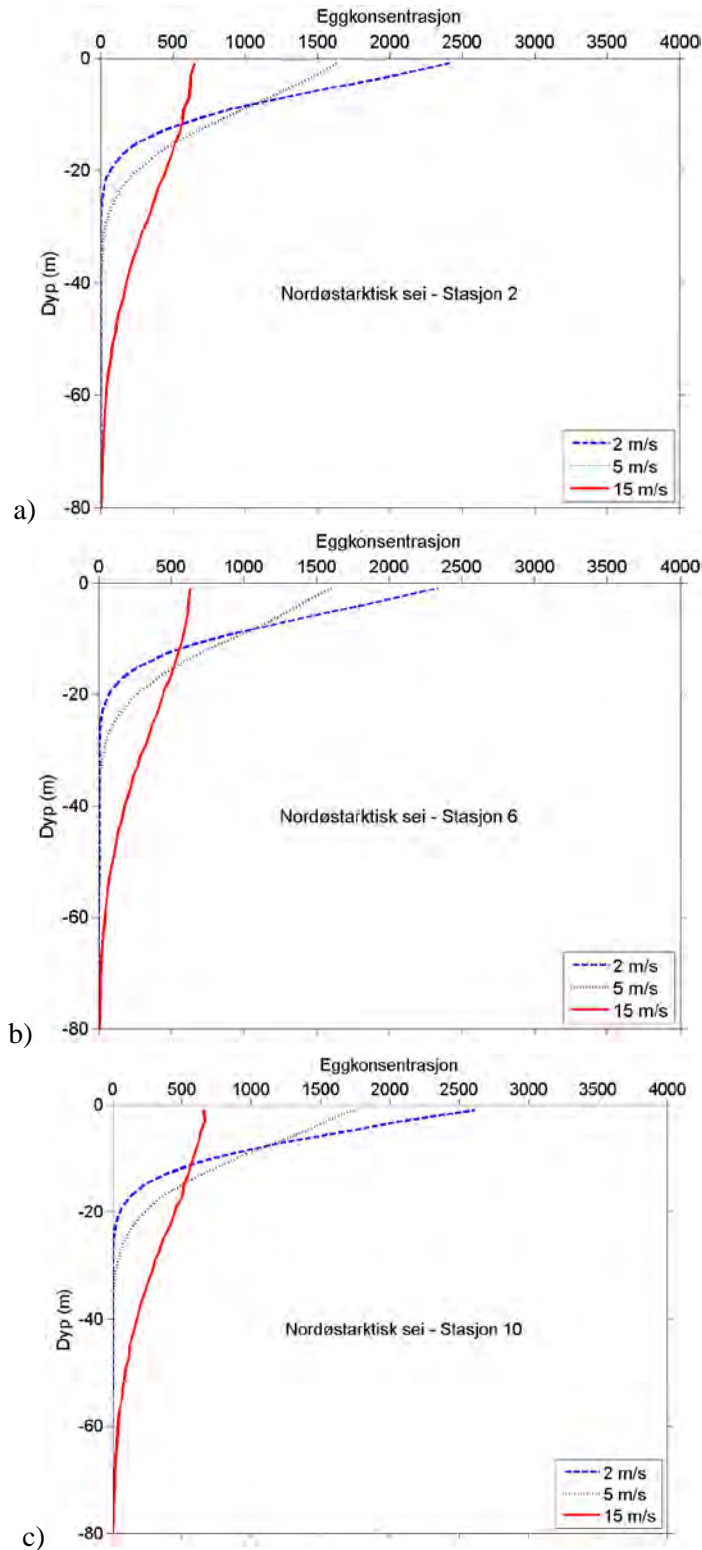 Eggkonsentrasjon
0 500 1000 1500 2000 2500 3000 3500 4000
0
-20
-40
-60
-80
Dyp (m)
Nordøstarktisk sei - Stasjon 2
2 m/s
5 m/s
15 m/s
a)
Eggkonsentrasjon
0 500 1000 1500 2000 2500 3000 3500 4000
0
-20
-40
-60
-80
Dyp (m)
Nordøstarktisk sei - Stasjon 6
2 m/s
5 m/s
15 m/s
b)
Eggkonsentrasjon
0 500 1000 1500 2000 2500 3000 3500 4000
0
-20
-40
-60
-80
Dyp (m)
Nordøstarktisk sei - Stasjon 10
2 m/s
5 m/s
15 m/s
c)